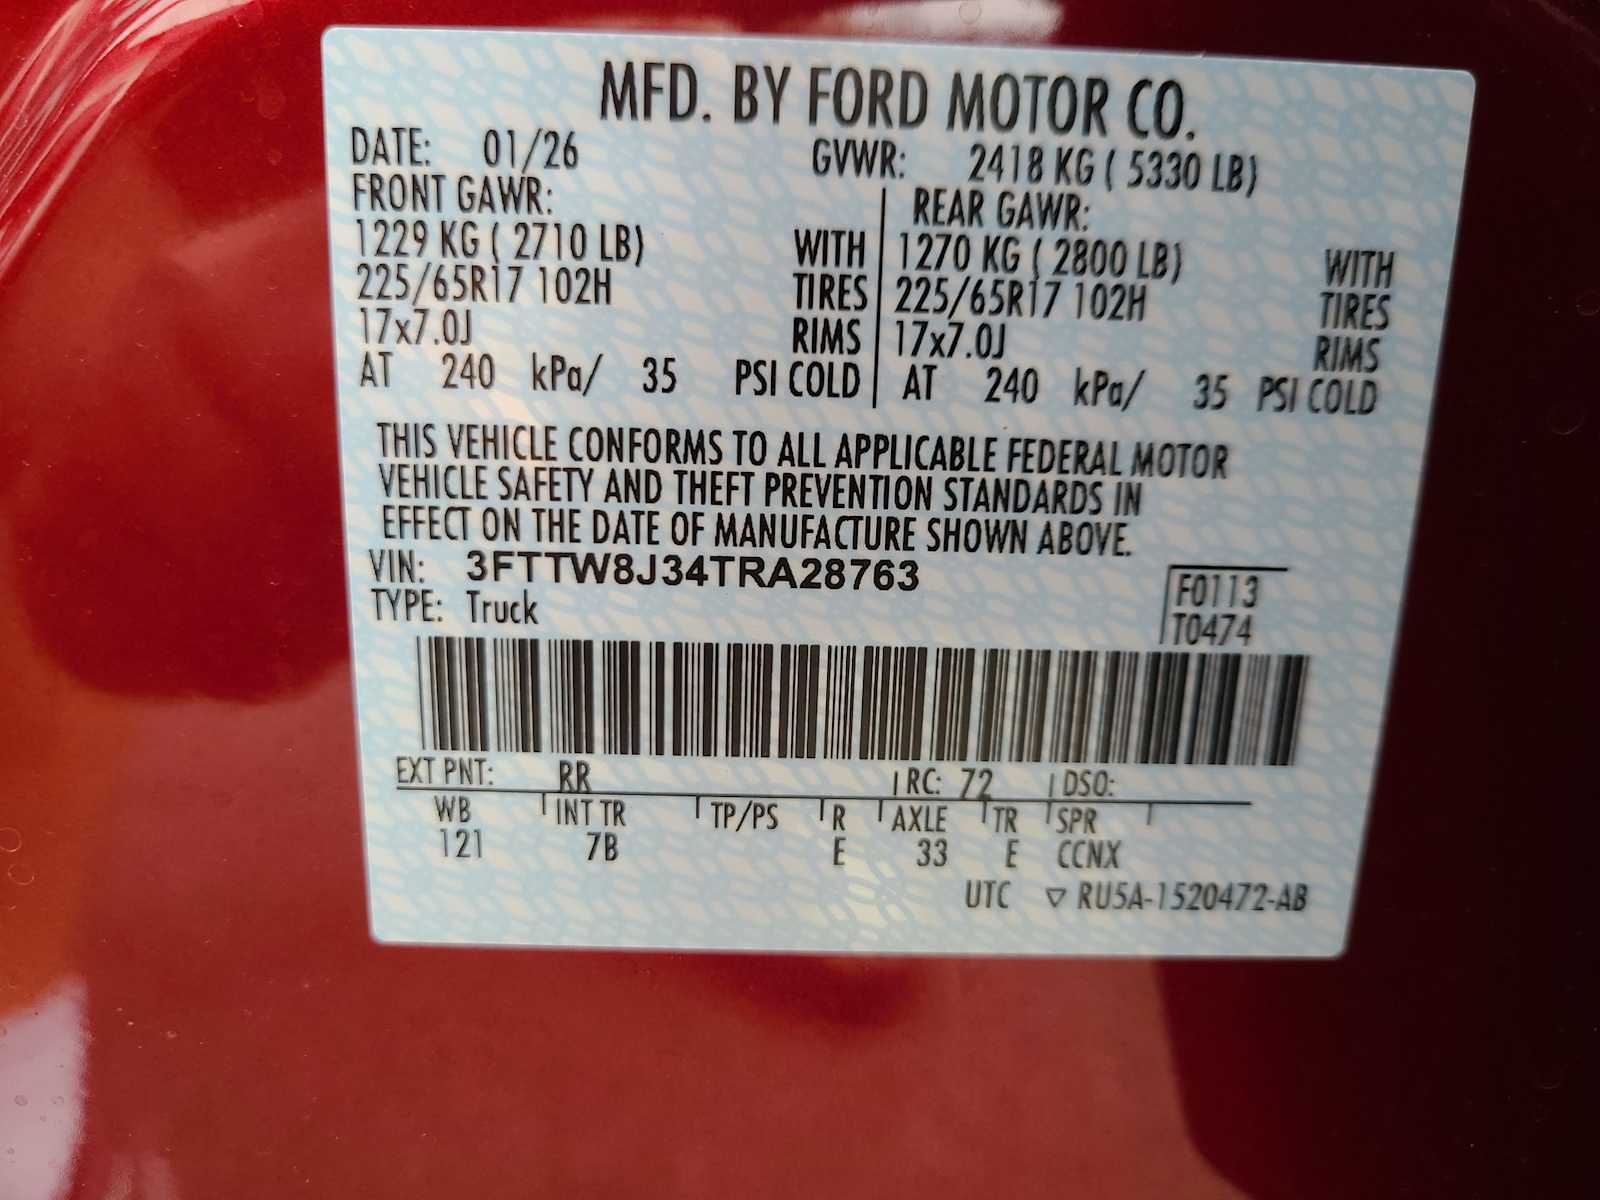 MFD. BY FORD MOTOR CO.
DATE: 01/26 GVWR: 2418 KG ( 5330 LB)
FRONT GAWR: REAR GAWR:
1229 KG ( 2710 LB) WITH 1270 KG ( 2800 LB) WITH
225/65R17 102H TIRES 225/65R17 102H TIRES
17x7.0J RIMS 17x7.0J RIMS
AT 240 kPa/ 35 PSI COLD AT 240 kPa/ 35 PSI COLD
THIS VEHICLE CONFORMS TO ALL APPLICABLE FEDERAL MOTOR
VEHICLE SAFETY AND THEFT PREVENTION STANDARDS IN
EFFECT ON THE DATE OF MANUFACTURE SHOWN ABOVE.
VIN: 3FTTW8J34TRA28763 F0113
TYPE: Truck T0474
EXT PNT: RR RC: 72 DSO:
WB INT TR TP/PS R AXLE TR SPR
121 7B E 33 E CCNX
UTC ▽ RU5A-1520472-AB